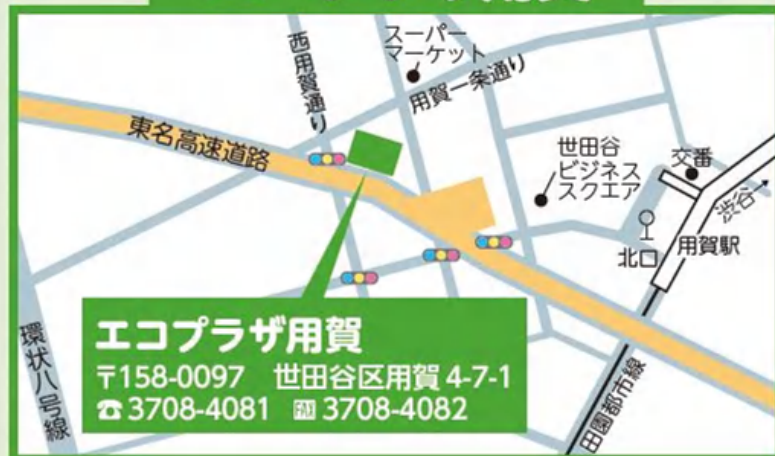 西用賀通り
スーパー
マーケット
用賀一条通り
東名高速道路
世田谷
ビジネス
スクエア
交番
渋谷
北口
用賀駅
環状八号線
エコプラザ用賀
〒158-0097 世田谷区用賀 4-7-1
☎ 3708-4081 FAX 3708-4082
田園都市線